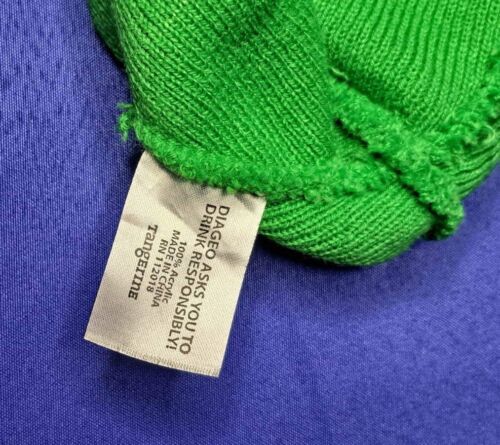 DIAGEO ASKS YOU TO
DRINK RESPONSIBLY!
100% Acrylic
MADE IN CHINA
RN 112018
Tangerine